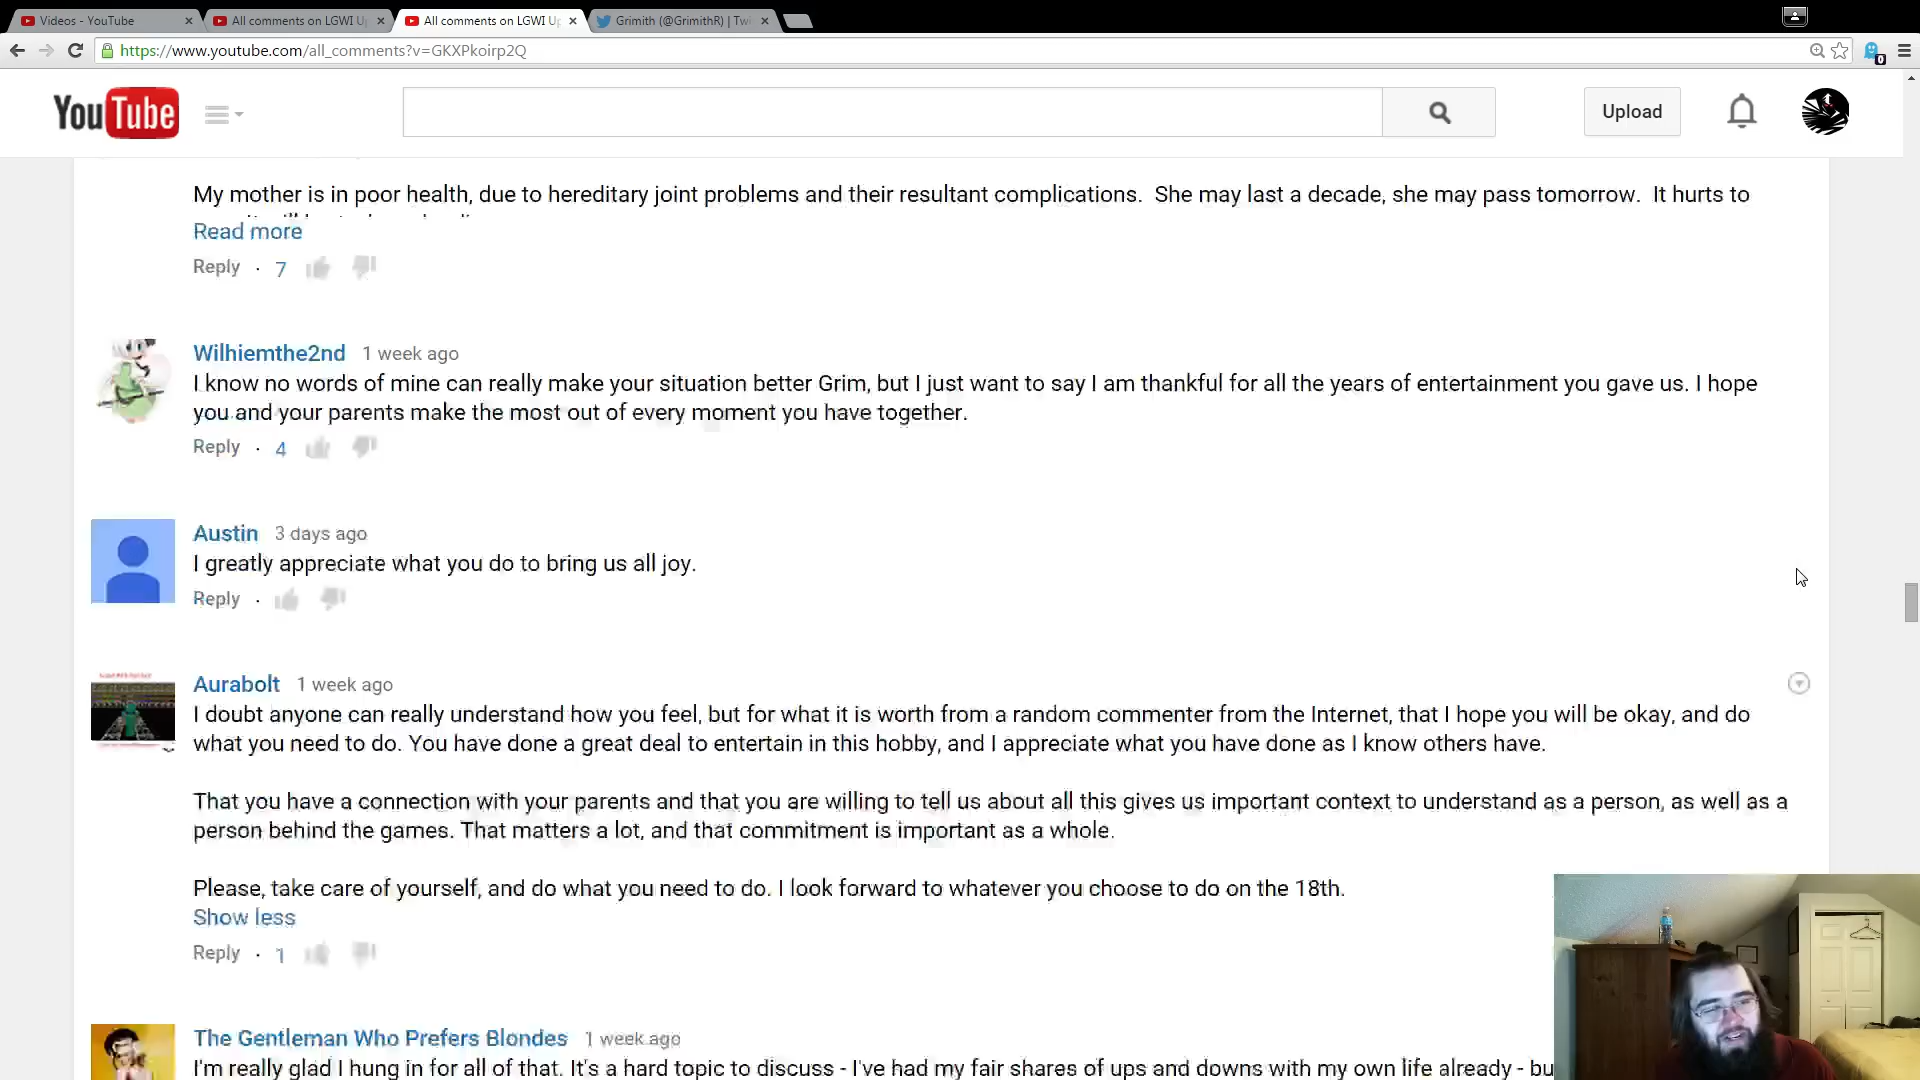 Videos - YouTube
All comments on LGWI Up
All comments on LGWI Up
Grimith (@GrimithR) | Twi
https://www.youtube.com/all_comments?v=GKXPkoirp2Q
0
YouTube
Upload
My mother is in poor health, due to hereditary joint problems and their resultant complications.  She may last a decade, she may pass tomorrow.  It hurts to
Read more
Reply · 7
Wilhiemthe2nd 1 week ago
I know no words of mine can really make your situation better Grim, but I just want to say I am thankful for all the years of entertainment you gave us. I hope
you and your parents make the most out of every moment you have together.
Reply · 4
Austin 3 days ago
I greatly appreciate what you do to bring us all joy.
Reply ·
Aurabolt 1 week ago
I doubt anyone can really understand how you feel, but for what it is worth from a random commenter from the Internet, that I hope you will be okay, and do
what you need to do. You have done a great deal to entertain in this hobby, and I appreciate what you have done as I know others have.
That you have a connection with your parents and that you are willing to tell us about all this gives us important context to understand as a person, as well as a
person behind the games. That matters a lot, and that commitment is important as a whole.
Please, take care of yourself, and do what you need to do. I look forward to whatever you choose to do on the 18th.
Show less
Reply · 1
The Gentleman Who Prefers Blondes 1 week ago
I'm really glad I hung in for all of that. It's a hard topic to discuss - I've had my fair shares of ups and downs with my own life already - bu